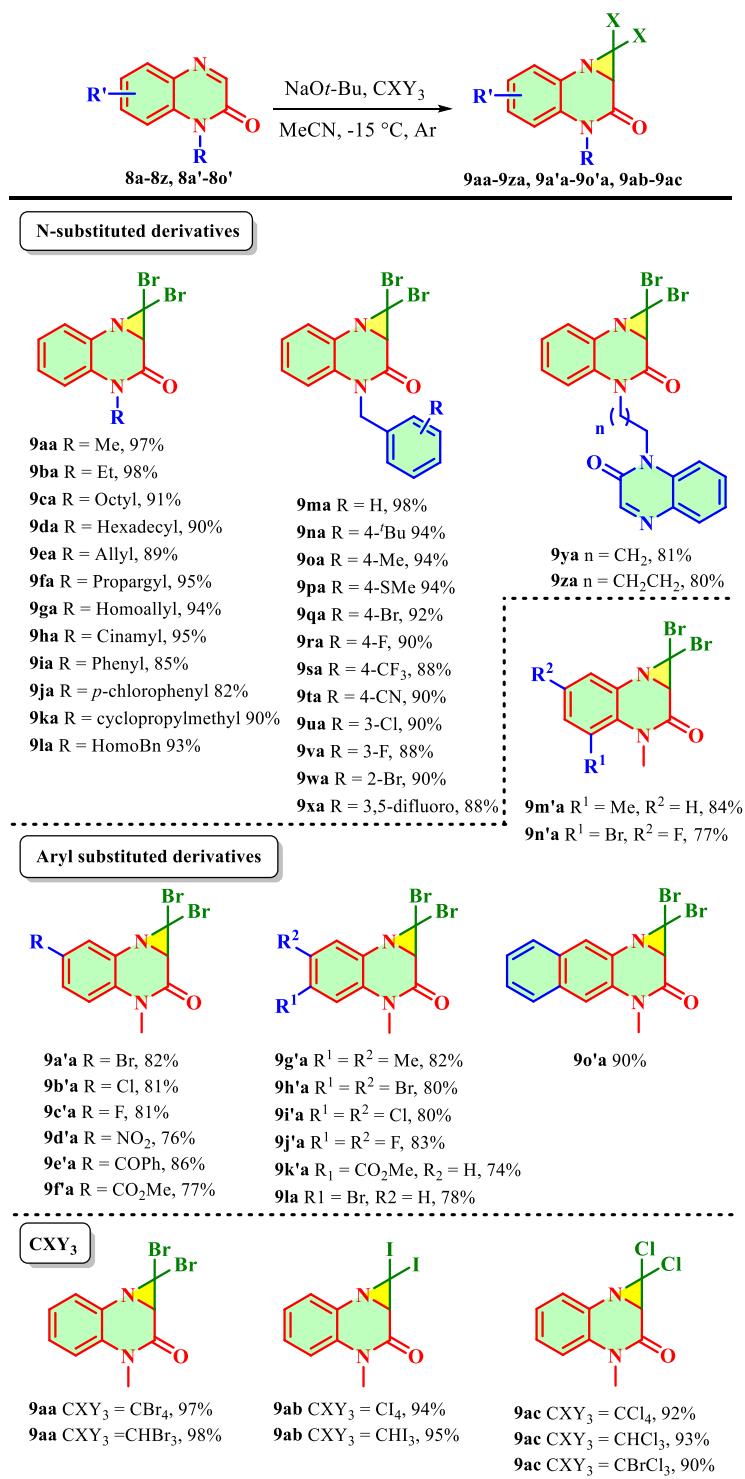 R'
N
N
O
R
8a-8z, 8a'-8o'
NaOt-Bu, CXY3
MeCN, -15 °C, Ar
X
X
N
R'
N
O
R
9aa-9za, 9a'a-9o'a, 9ab-9ac
N-substituted derivatives
Br
Br
N
N
O
R
9aa R = Me, 97%
9ba R = Et, 98%
9ca R = Octyl, 91%
9da R = Hexadecyl, 90%
9ea R = Allyl, 89%
9fa R = Propargyl, 95%
9ga R = Homoallyl, 94%
9ha R = Cinamyl, 95%
9ia R = Phenyl, 85%
9ja R = p-chlorophenyl 82%
9ka R = cyclopropylmethyl 90%
9la R = HomoBn 93%
Br
Br
N
N
O
R
9ma R = H, 98%
9na R = 4-tBu 94%
9oa R = 4-Me, 94%
9pa R = 4-SMe 94%
9qa R = 4-Br, 92%
9ra R = 4-F, 90%
9sa R = 4-CF3, 88%
9ta R = 4-CN, 90%
9ua R = 3-Cl, 90%
9va R = 3-F, 88%
9wa R = 2-Br, 90%
9xa R = 3,5-difluoro, 88%
Br
Br
N
N
O
n
O
N
N
9ya n = CH2, 81%
9za n = CH2CH2, 80%
Br
Br
R2
N
N
O
R1
9m'a R1 = Me, R2 = H, 84%
9n'a R1 = Br, R2 = F, 77%
Aryl substituted derivatives
Br
Br
R
N
N
O
9a'a R = Br, 82%
9b'a R = Cl, 81%
9c'a R = F, 81%
9d'a R = NO2, 76%
9e'a R = COPh, 86%
9f'a R = CO2Me, 77%
Br
Br
R2
N
R1
N
O
9g'a R1 = R2 = Me, 82%
9h'a R1 = R2 = Br, 80%
9i'a R1 = R2 = Cl, 80%
9j'a R1 = R2 = F, 83%
9k'a R1 = CO2Me, R2 = H, 74%
9la R1 = Br, R2 = H, 78%
Br
Br
N
N
O
9o'a 90%
CXY3
Br
Br
N
N
O
9aa CXY3 = CBr4, 97%
9aa CXY3 =CHBr3, 98%
I
I
N
N
O
9ab CXY3 = CI4, 94%
9ab CXY3 = CHI3, 95%
Cl
Cl
N
N
O
9ac CXY3 = CCl4, 92%
9ac CXY3 = CHCl3, 93%
9ac CXY3 = CBrCl3, 90%